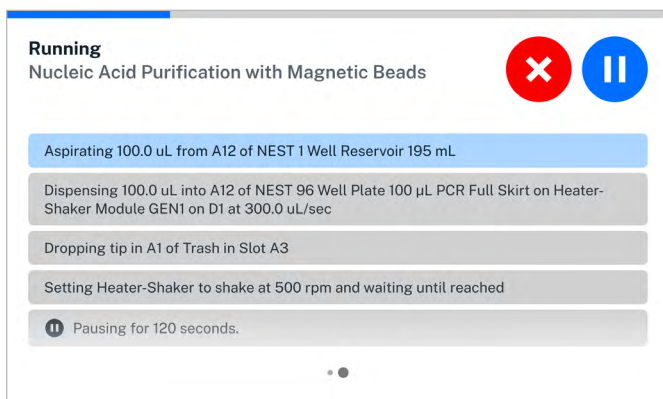 Running
Nucleic Acid Purification with Magnetic Beads
Aspirating 100.0 uL from A12 of NEST 1 Well Reservoir 195 mL
Dispensing 100.0 uL into A12 of NEST 96 Well Plate 100 µL PCR Full Skirt on Heater-
Shaker Module GEN1 on D1 at 300.0 uL/sec
Dropping tip in A1 of Trash in Slot A3
Setting Heater-Shaker to shake at 500 rpm and waiting until reached
Pausing for 120 seconds.